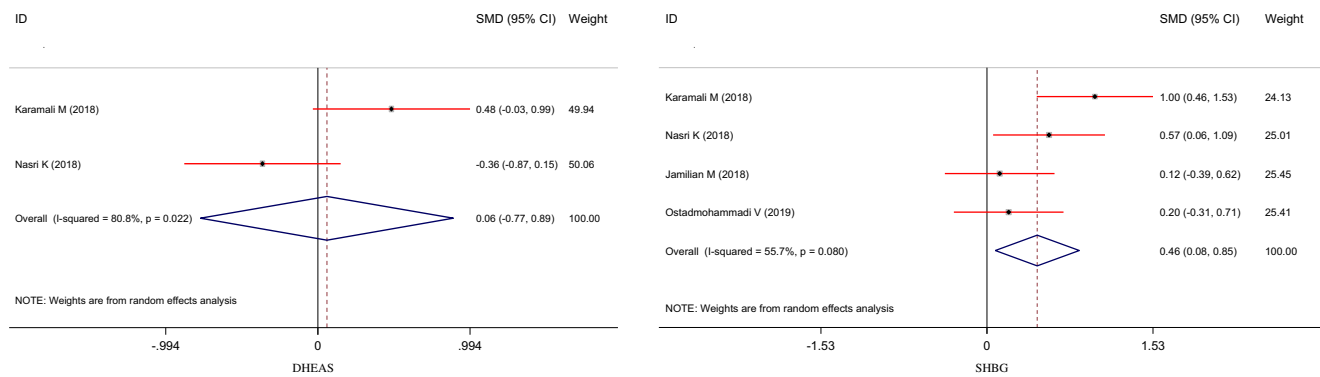 ID SMD (95% CI) Weight
Karamali M (2018) 0.48 (-0.03, 0.99) 49.94
Nasri K (2018) -0.36 (-0.87, 0.15) 50.06
Overall (I-squared = 80.8%, p = 0.022) 0.06 (-0.77, 0.89) 100.00
NOTE: Weights are from random effects analysis
-.994 0 .994
DHEAS
ID SMD (95% CI) Weight
Karamali M (2018) 1.00 (0.46, 1.53) 24.13
Nasri K (2018) 0.57 (0.06, 1.09) 25.01
Jamilian M (2018) 0.12 (-0.39, 0.62) 25.45
Ostadmohammadi V (2019) 0.20 (-0.31, 0.71) 25.41
Overall (I-squared = 55.7%, p = 0.080) 0.46 (0.08, 0.85) 100.00
NOTE: Weights are from random effects analysis
-1.53 0 1.53
SHBG